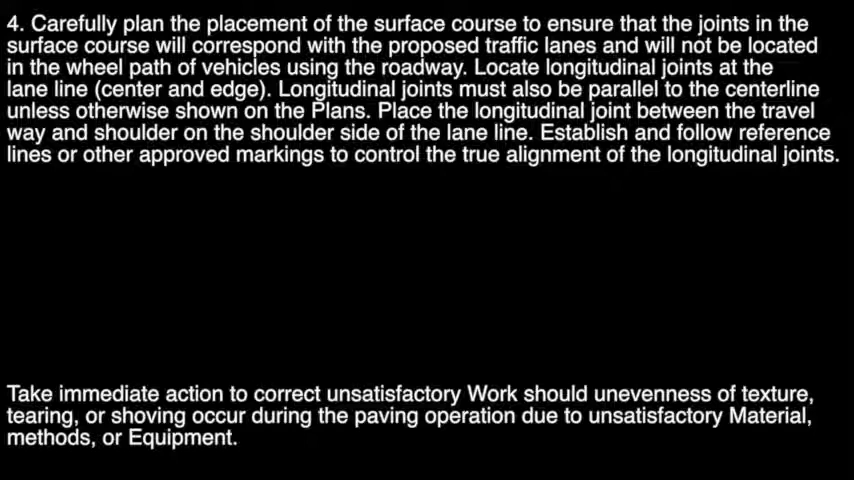 4. Carefully plan the placement of the surface course to ensure that the joints in the
surface course will correspond with the proposed traffic lanes and will not be located
in the wheel path of vehicles using the roadway. Locate longitudinal joints at the
lane line (center and edge). Longitudinal joints must also be parallel to the centerline
unless otherwise shown on the Plans. Place the longitudinal joint between the travel
way and shoulder on the shoulder side of the lane line. Establish and follow reference
lines or other approved markings to control the true alignment of the longitudinal joints.
Take immediate action to correct unsatisfactory Work should unevenness of texture,
tearing, or shoving occur during the paving operation due to unsatisfactory Material,
methods, or Equipment.